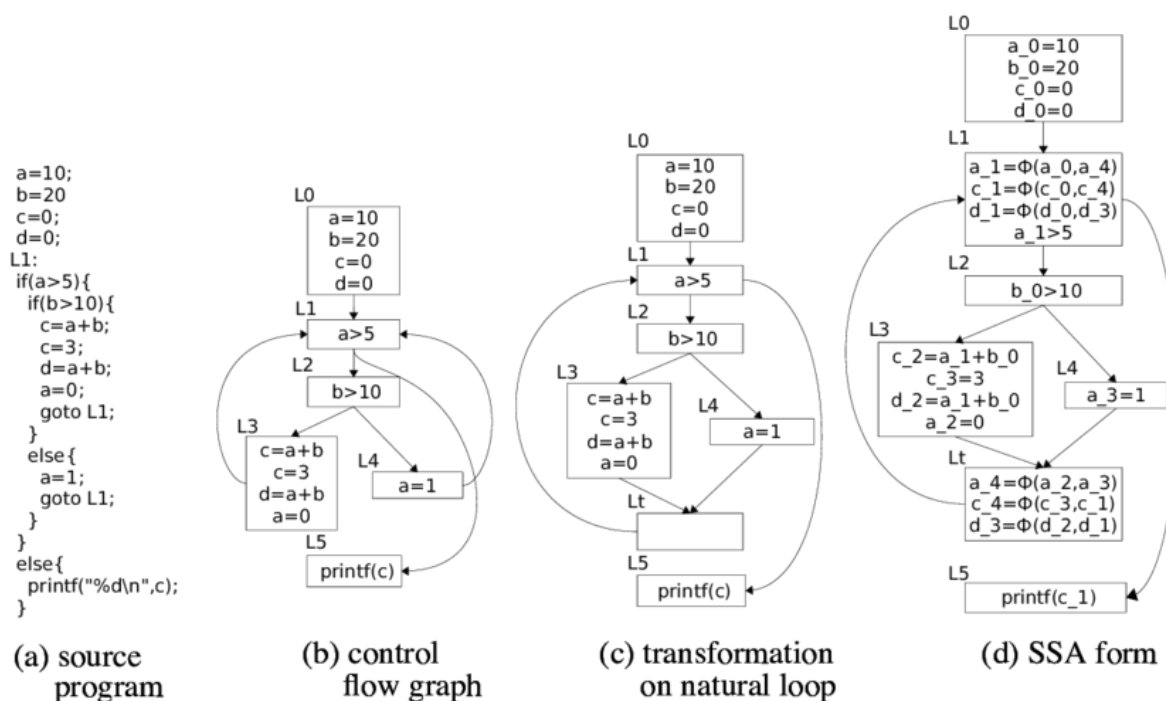 a=10;
b=20
c=0;
d=0;
L1:
if(a>5){
if(b>10){
c=a+b;
c=3;
d=a+b;
a=0;
goto L1;
}
else{
a=1;
goto L1;
}
}
else{
printf("%d\n",c);
}
(a) source
program
L0
a=10
b=20
c=0
d=0
L1
a>5
L2
b>10
L3
c=a+b
c=3
d=a+b
a=0
L4
a=1
L5
printf(c)
(b) control
flow graph
L0
a=10
b=20
c=0
d=0
L1
a>5
L2
b>10
L3
c=a+b
c=3
d=a+b
a=0
L4
a=1
Lt
L5
printf(c)
(c) transformation
on natural loop
L0
a_0=10
b_0=20
c_0=0
d_0=0
L1
a_1=Φ(a_0,a_4)
c_1=Φ(c_0,c_4)
d_1=Φ(d_0,d_3)
a_1>5
L2
b_0>10
L3
c_2=a_1+b_0
c_3=3
d_2=a_1+b_0
a_2=0
L4
a_3=1
Lt
a_4=Φ(a_2,a_3)
c_4=Φ(c_3,c_1)
d_3=Φ(d_2,d_1)
L5
printf(c_1)
(d) SSA form